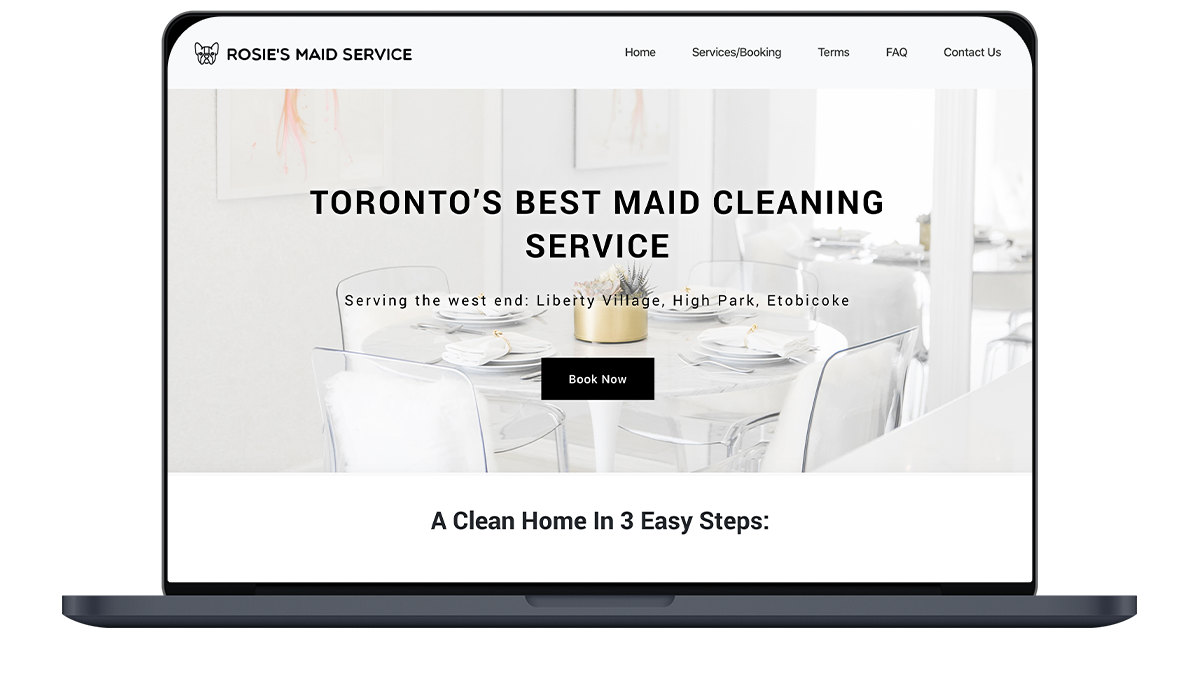 ROSIE'S MAID SERVICE
Home Services/Booking Terms FAQ Contact Us
TORONTO’S BEST MAID CLEANING
SERVICE
Serving the west end: Liberty Village, High Park, Etobicoke
Book Now
A Clean Home In 3 Easy Steps: